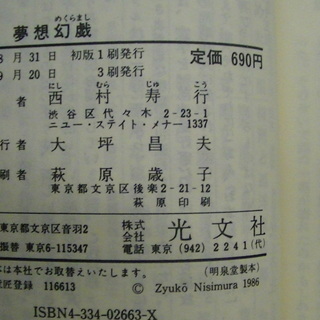 めくらまし
夢想幻戯
8月31日 初版1刷発行
9月20日 3刷発行
定価 690円
にし むら じゅ こう
者 西村寿行
渋谷区代々木2-23-1
ニュー・ステイト・メナー1337
行者 大坪昌夫
刷者 萩原歳子
東京都文京区後楽2-21-12
萩原印刷
東京都文京区音羽2
振替 東京6-115347
株式会社 光文社
電話 東京(942)2241(代)
は本社でお取替えいたします。
(明泉堂製本)
116613
© Zyukō Nisimura 1986
ISBN4-334-02663-X